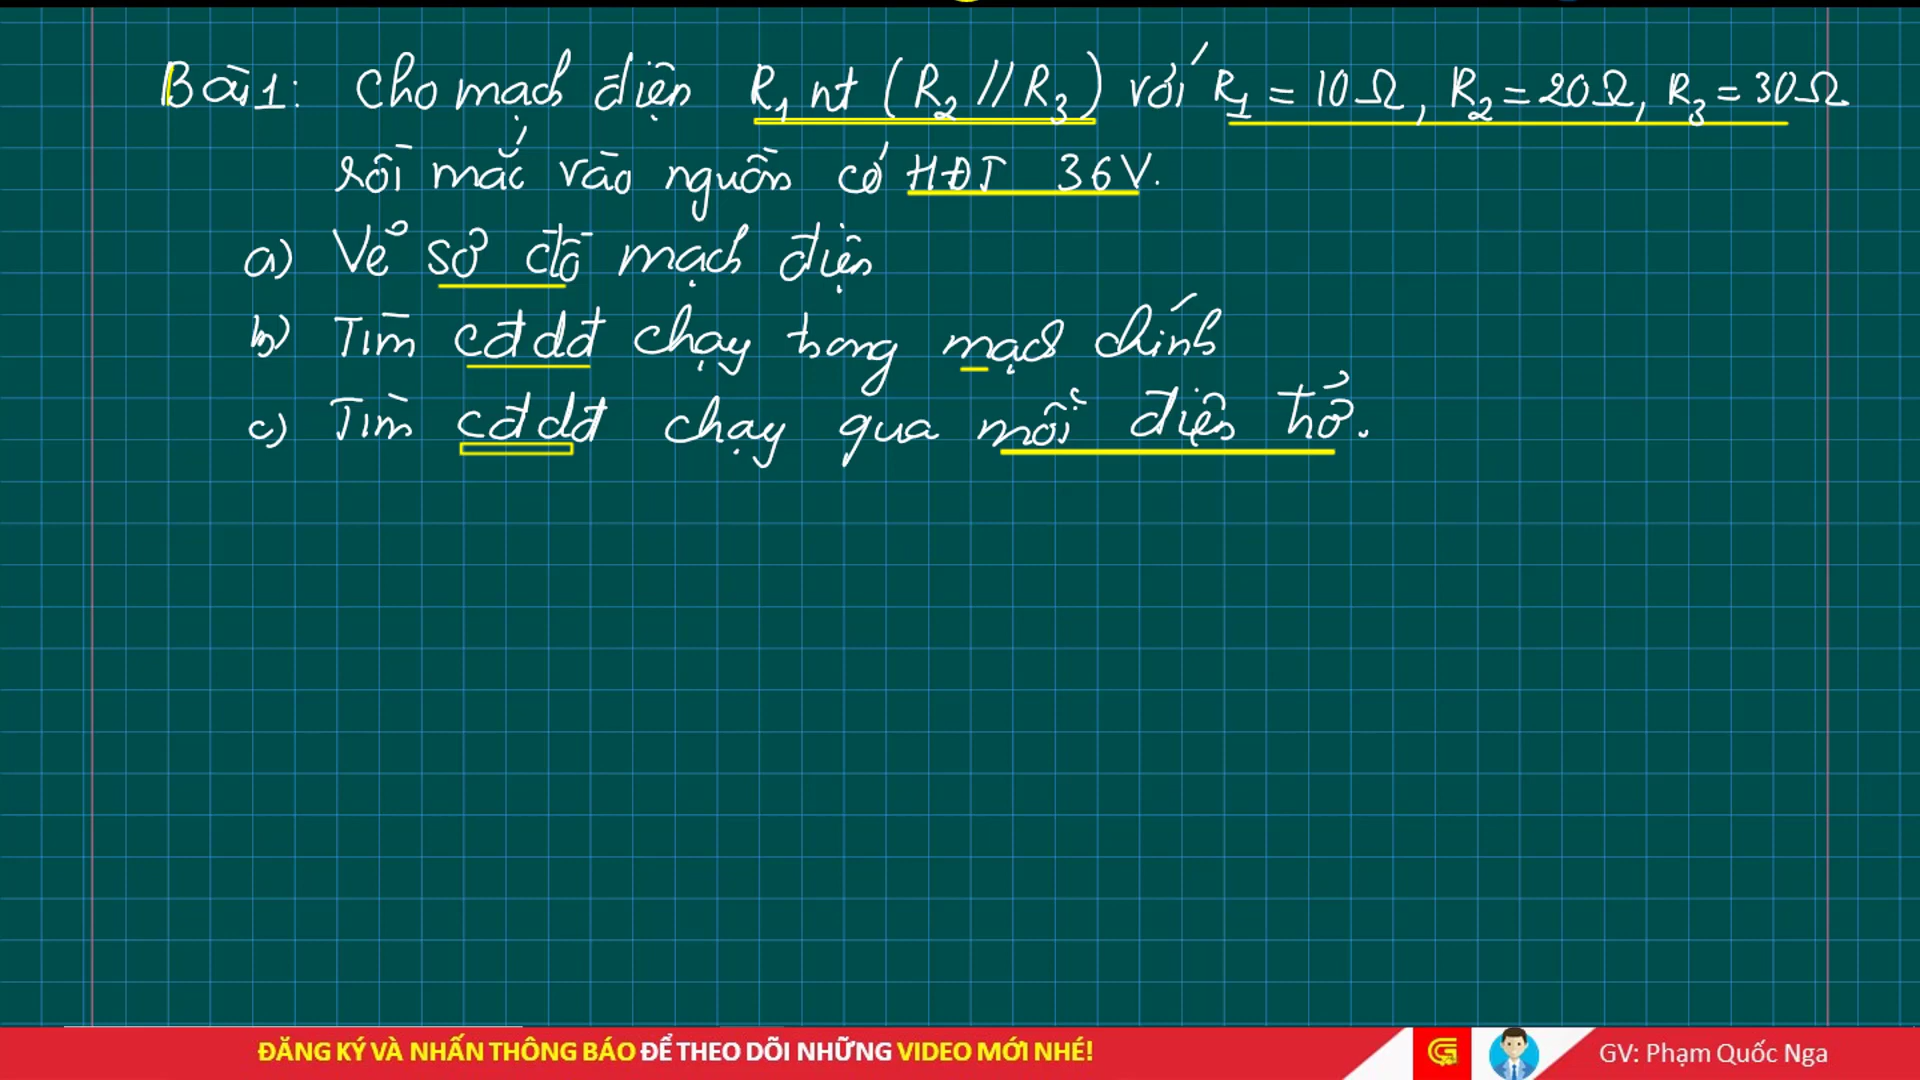 Bài 1: Cho mạch điện R₁ nt (R₂ // R₃) với R₁ = 10Ω, R₂ = 20Ω, R₃ = 30Ω
rồi mắc vào nguồn có HĐT 36V.
a) Vẽ sơ đồ mạch điện
b) Tìm cđdđ chạy trong mạch chính
c) Tìm cđdđ chạy qua mỗi điện trở.
ĐĂNG KÝ VÀ NHẤN THÔNG BÁO ĐỂ THEO DÕI NHỮNG VIDEO MỚI NHÉ!
GV: Phạm Quốc Nga